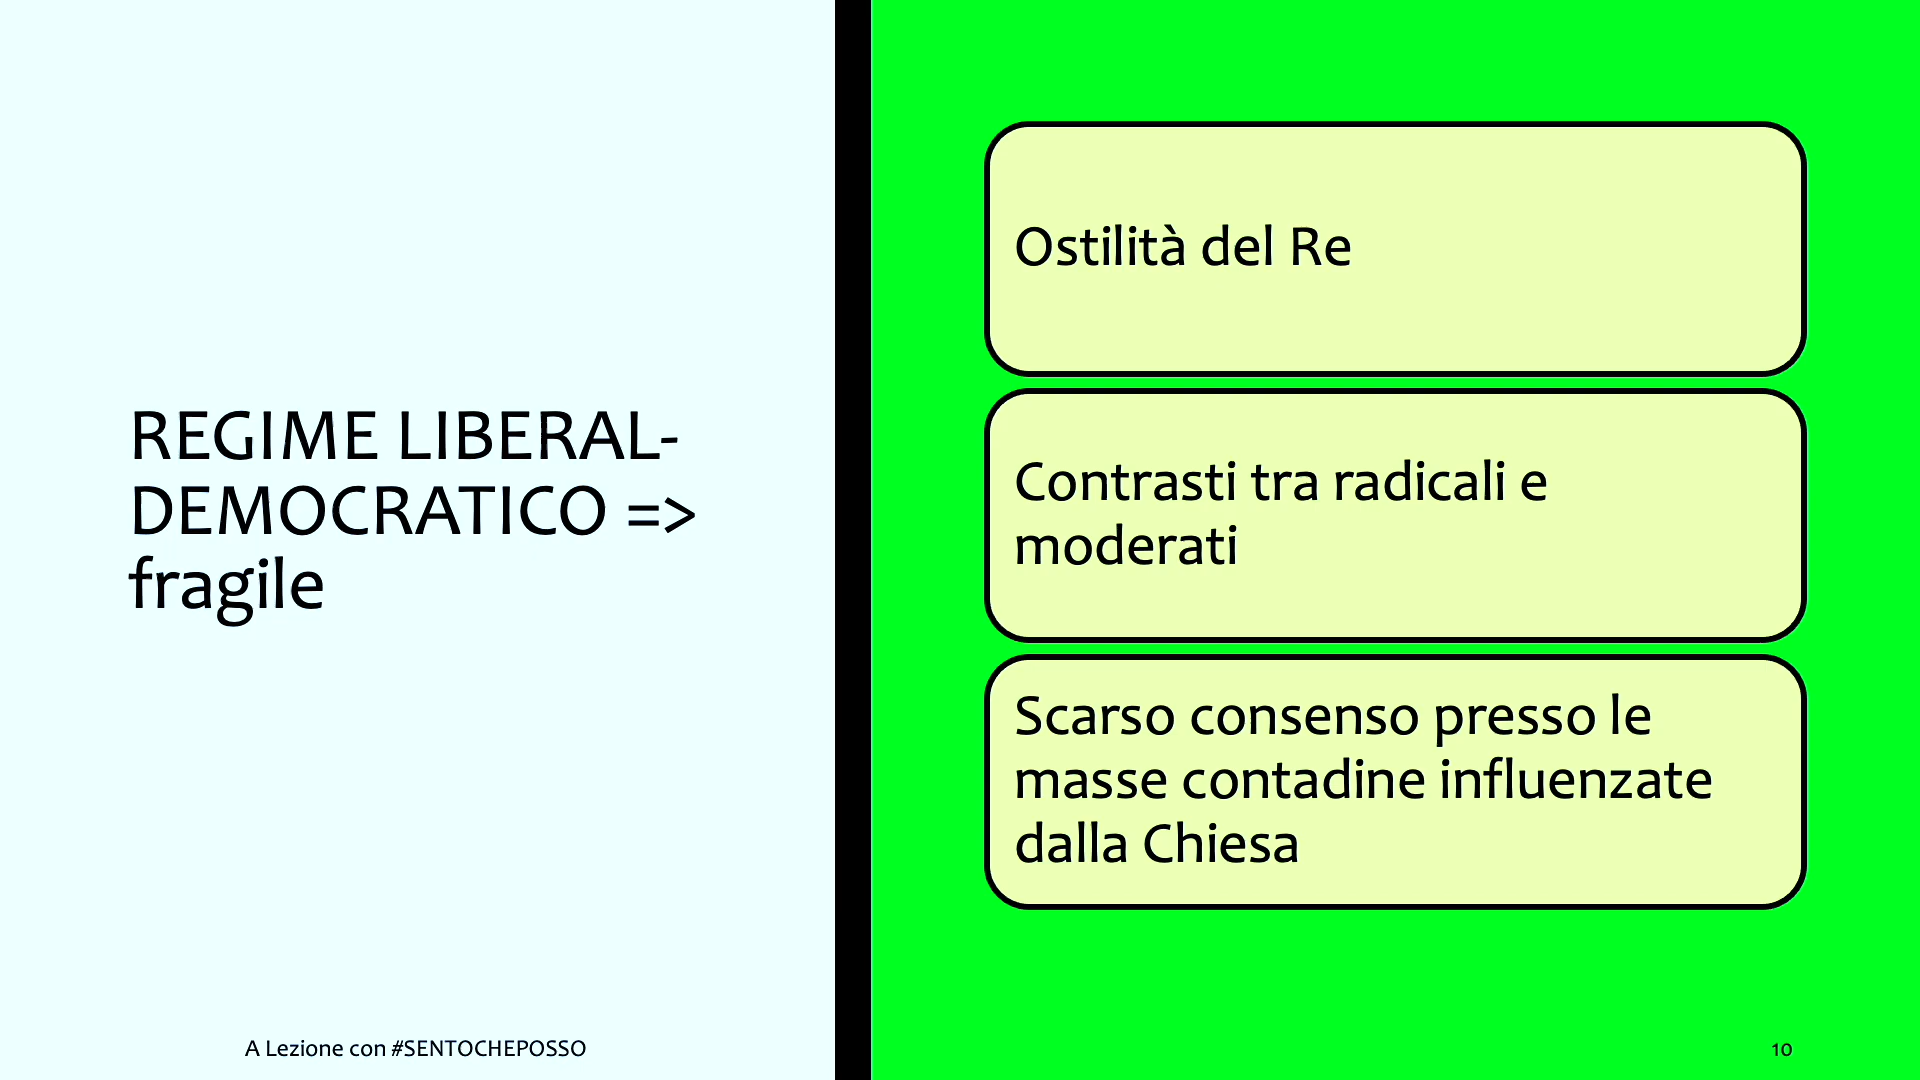 REGIME LIBERAL-
DEMOCRATICO =>
fragile
Ostilità del Re
Contrasti tra radicali e
moderati
Scarso consenso presso le
masse contadine influenzate
dalla Chiesa
A Lezione con #SENTOCHEPOSSO
10